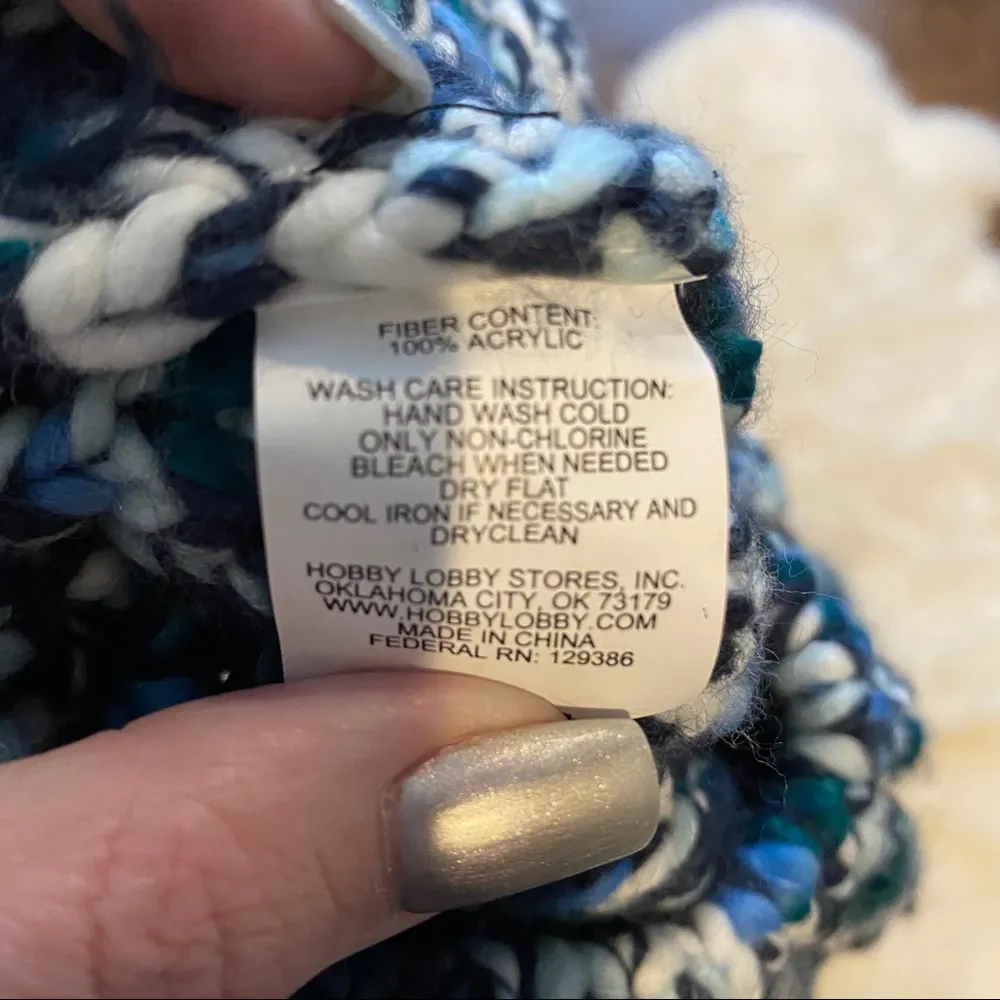 FIBER CONTENT:
100% ACRYLIC
WASH CARE INSTRUCTION:
HAND WASH COLD
ONLY NON-CHLORINE
BLEACH WHEN NEEDED
DRY FLAT
COOL IRON IF NECESSARY AND
DRYCLEAN
HOBBY LOBBY STORES, INC.
OKLAHOMA CITY, OK 73179
WWW.HOBBYLOBBY.COM
MADE IN CHINA
FEDERAL RN: 129386